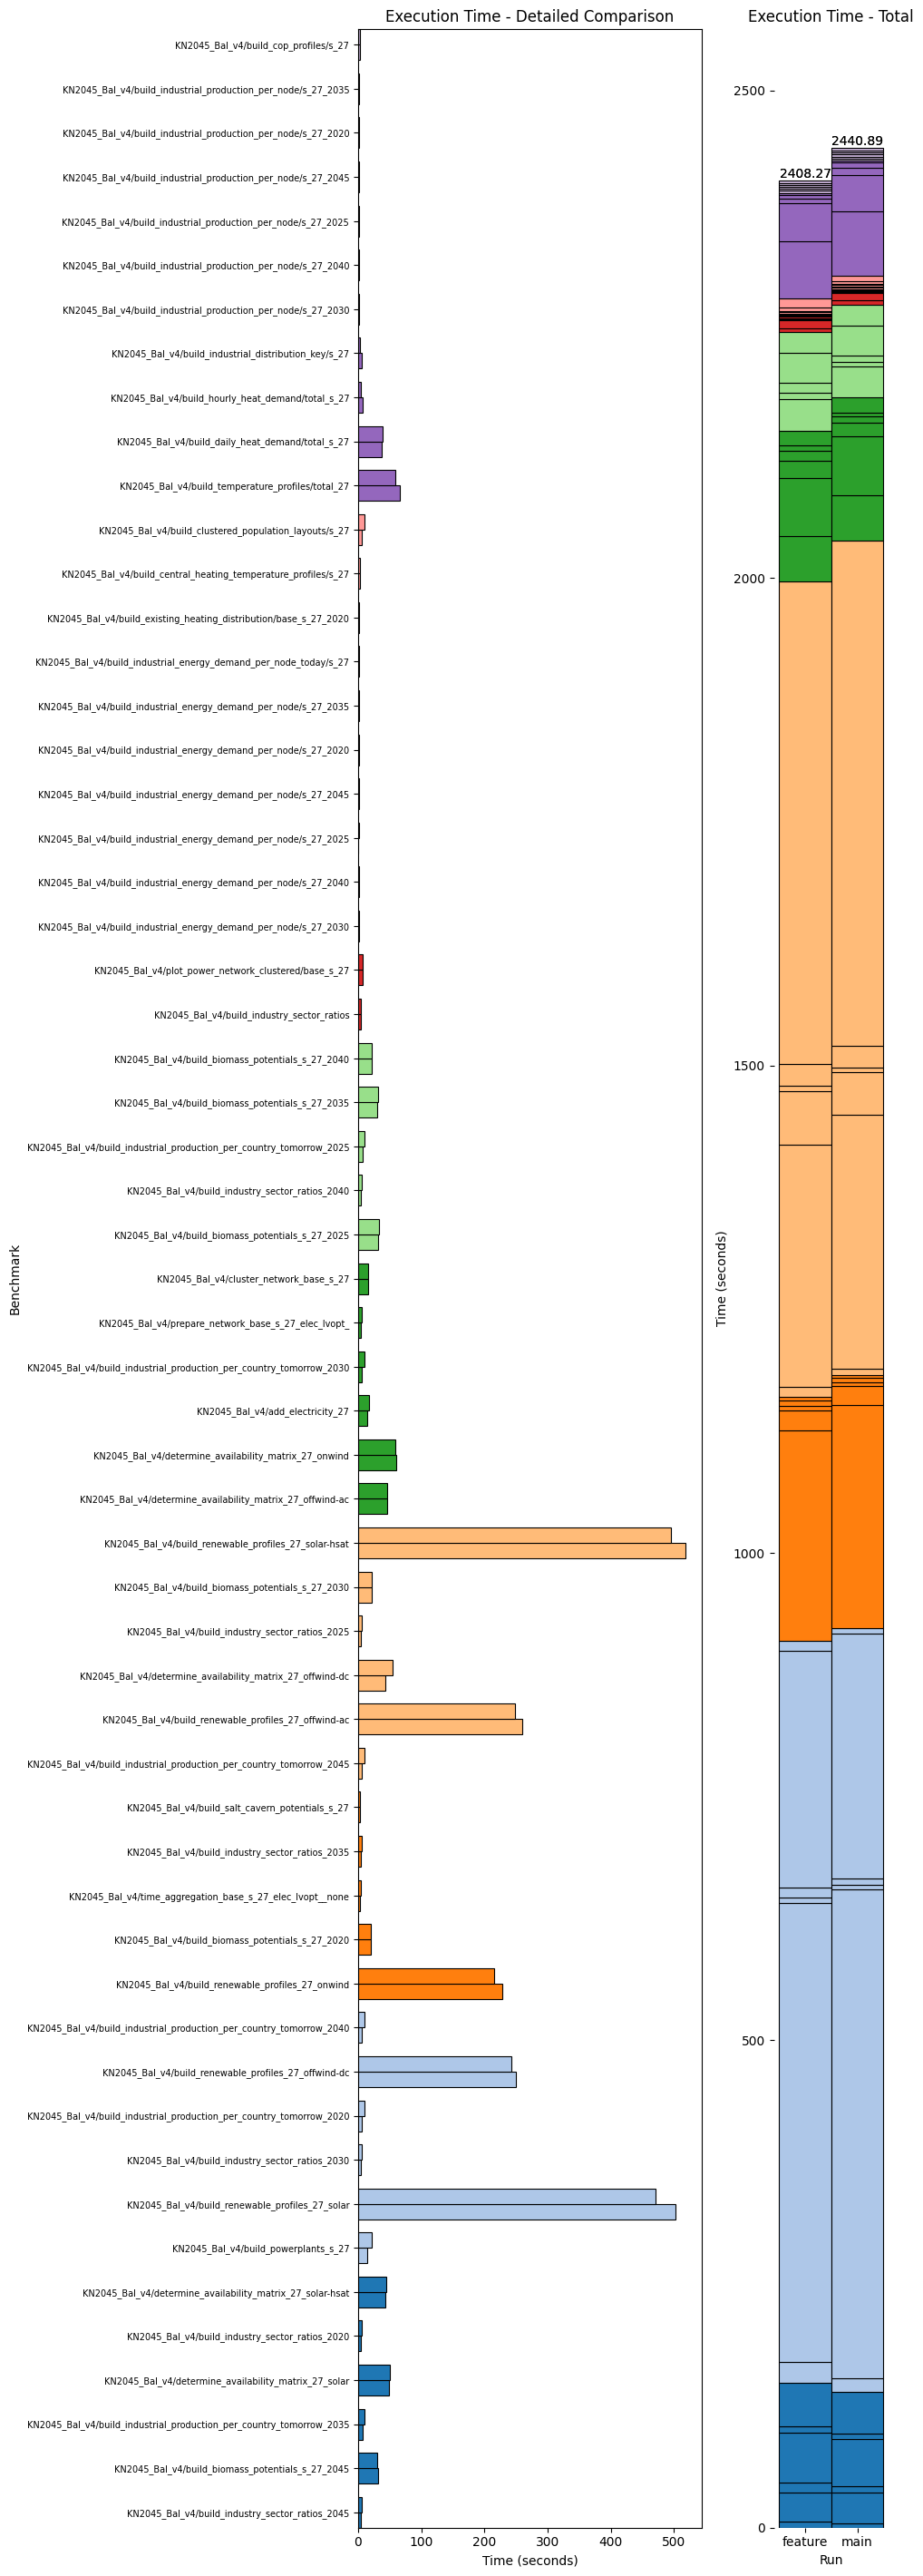 Execution Time - Detailed Comparison
Execution Time - Total
KN2045_Bal_v4/build_cop_profiles/s_27
KN2045_Bal_v4/build_industrial_production_per_node/s_27_2035
KN2045_Bal_v4/build_industrial_production_per_node/s_27_2020
KN2045_Bal_v4/build_industrial_production_per_node/s_27_2045
KN2045_Bal_v4/build_industrial_production_per_node/s_27_2025
KN2045_Bal_v4/build_industrial_production_per_node/s_27_2040
KN2045_Bal_v4/build_industrial_production_per_node/s_27_2030
KN2045_Bal_v4/build_industrial_distribution_key/s_27
KN2045_Bal_v4/build_hourly_heat_demand/total_s_27
KN2045_Bal_v4/build_daily_heat_demand/total_s_27
KN2045_Bal_v4/build_temperature_profiles/total_27
KN2045_Bal_v4/build_clustered_population_layouts/s_27
KN2045_Bal_v4/build_central_heating_temperature_profiles/s_27
KN2045_Bal_v4/build_existing_heating_distribution/base_s_27_2020
KN2045_Bal_v4/build_industrial_energy_demand_per_node_today/s_27
KN2045_Bal_v4/build_industrial_energy_demand_per_node/s_27_2035
KN2045_Bal_v4/build_industrial_energy_demand_per_node/s_27_2020
KN2045_Bal_v4/build_industrial_energy_demand_per_node/s_27_2045
KN2045_Bal_v4/build_industrial_energy_demand_per_node/s_27_2025
KN2045_Bal_v4/build_industrial_energy_demand_per_node/s_27_2040
KN2045_Bal_v4/build_industrial_energy_demand_per_node/s_27_2030
KN2045_Bal_v4/plot_power_network_clustered/base_s_27
KN2045_Bal_v4/build_industry_sector_ratios
KN2045_Bal_v4/build_biomass_potentials_s_27_2040
KN2045_Bal_v4/build_biomass_potentials_s_27_2035
KN2045_Bal_v4/build_industrial_production_per_country_tomorrow_2025
KN2045_Bal_v4/build_industry_sector_ratios_2040
KN2045_Bal_v4/build_biomass_potentials_s_27_2025
KN2045_Bal_v4/cluster_network_base_s_27
KN2045_Bal_v4/prepare_network_base_s_27_elec_lvopt_
KN2045_Bal_v4/build_industrial_production_per_country_tomorrow_2030
KN2045_Bal_v4/add_electricity_27
KN2045_Bal_v4/determine_availability_matrix_27_onwind
KN2045_Bal_v4/determine_availability_matrix_27_offwind-ac
KN2045_Bal_v4/build_renewable_profiles_27_solar-hsat
KN2045_Bal_v4/build_biomass_potentials_s_27_2030
KN2045_Bal_v4/build_industry_sector_ratios_2025
KN2045_Bal_v4/determine_availability_matrix_27_offwind-dc
KN2045_Bal_v4/build_renewable_profiles_27_offwind-ac
KN2045_Bal_v4/build_industrial_production_per_country_tomorrow_2045
KN2045_Bal_v4/build_salt_cavern_potentials_s_27
KN2045_Bal_v4/build_industry_sector_ratios_2035
KN2045_Bal_v4/time_aggregation_base_s_27_elec_lvopt__none
KN2045_Bal_v4/build_biomass_potentials_s_27_2020
KN2045_Bal_v4/build_renewable_profiles_27_onwind
KN2045_Bal_v4/build_industrial_production_per_country_tomorrow_2040
KN2045_Bal_v4/build_renewable_profiles_27_offwind-dc
KN2045_Bal_v4/build_industrial_production_per_country_tomorrow_2020
KN2045_Bal_v4/build_industry_sector_ratios_2030
KN2045_Bal_v4/build_renewable_profiles_27_solar
KN2045_Bal_v4/build_powerplants_s_27
KN2045_Bal_v4/determine_availability_matrix_27_solar-hsat
KN2045_Bal_v4/build_industry_sector_ratios_2020
KN2045_Bal_v4/determine_availability_matrix_27_solar
KN2045_Bal_v4/build_industrial_production_per_country_tomorrow_2035
KN2045_Bal_v4/build_biomass_potentials_s_27_2045
KN2045_Bal_v4/build_industry_sector_ratios_2045
Benchmark
0 100 200 300 400 500
Time (seconds)
2500
2000
1500
1000
500
0
Time (seconds)
2408.27
2440.89
feature main
Run